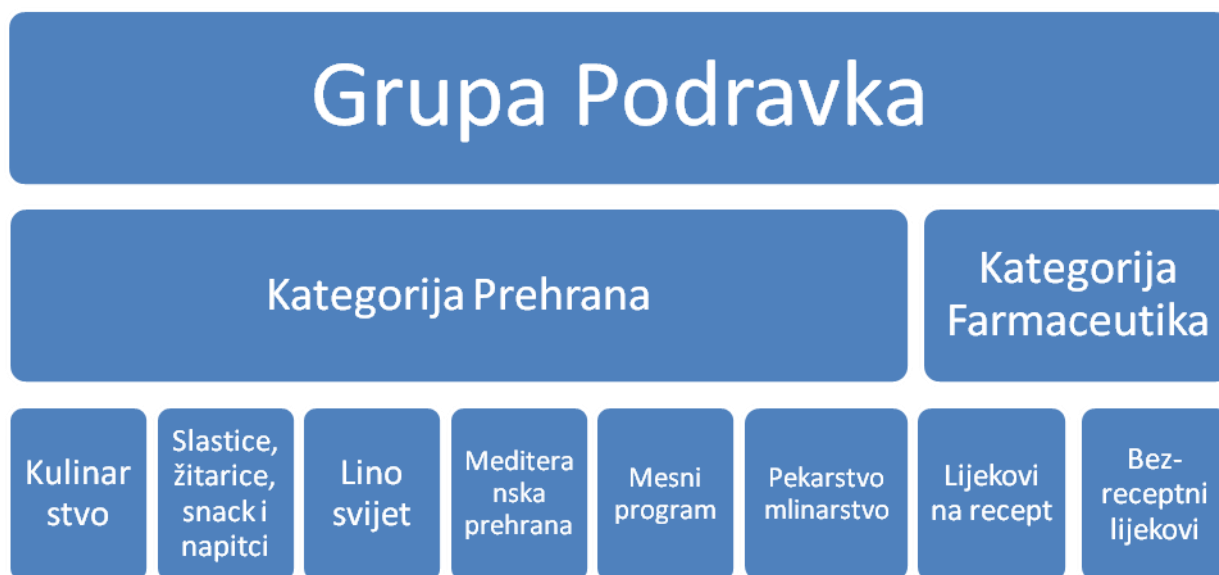 Grupa Podravka
Kategorija Prehrana
Kategorija
Farmaceutika
Kulinar
stvo
Slastice,
žitarice,
snack i
napitci
Lino
svijet
Meditera
nska
prehrana
Mesni
program
Pekarstvo
mlinarstvo
Lijekovi
na recept
Bez-
receptni
lijekovi